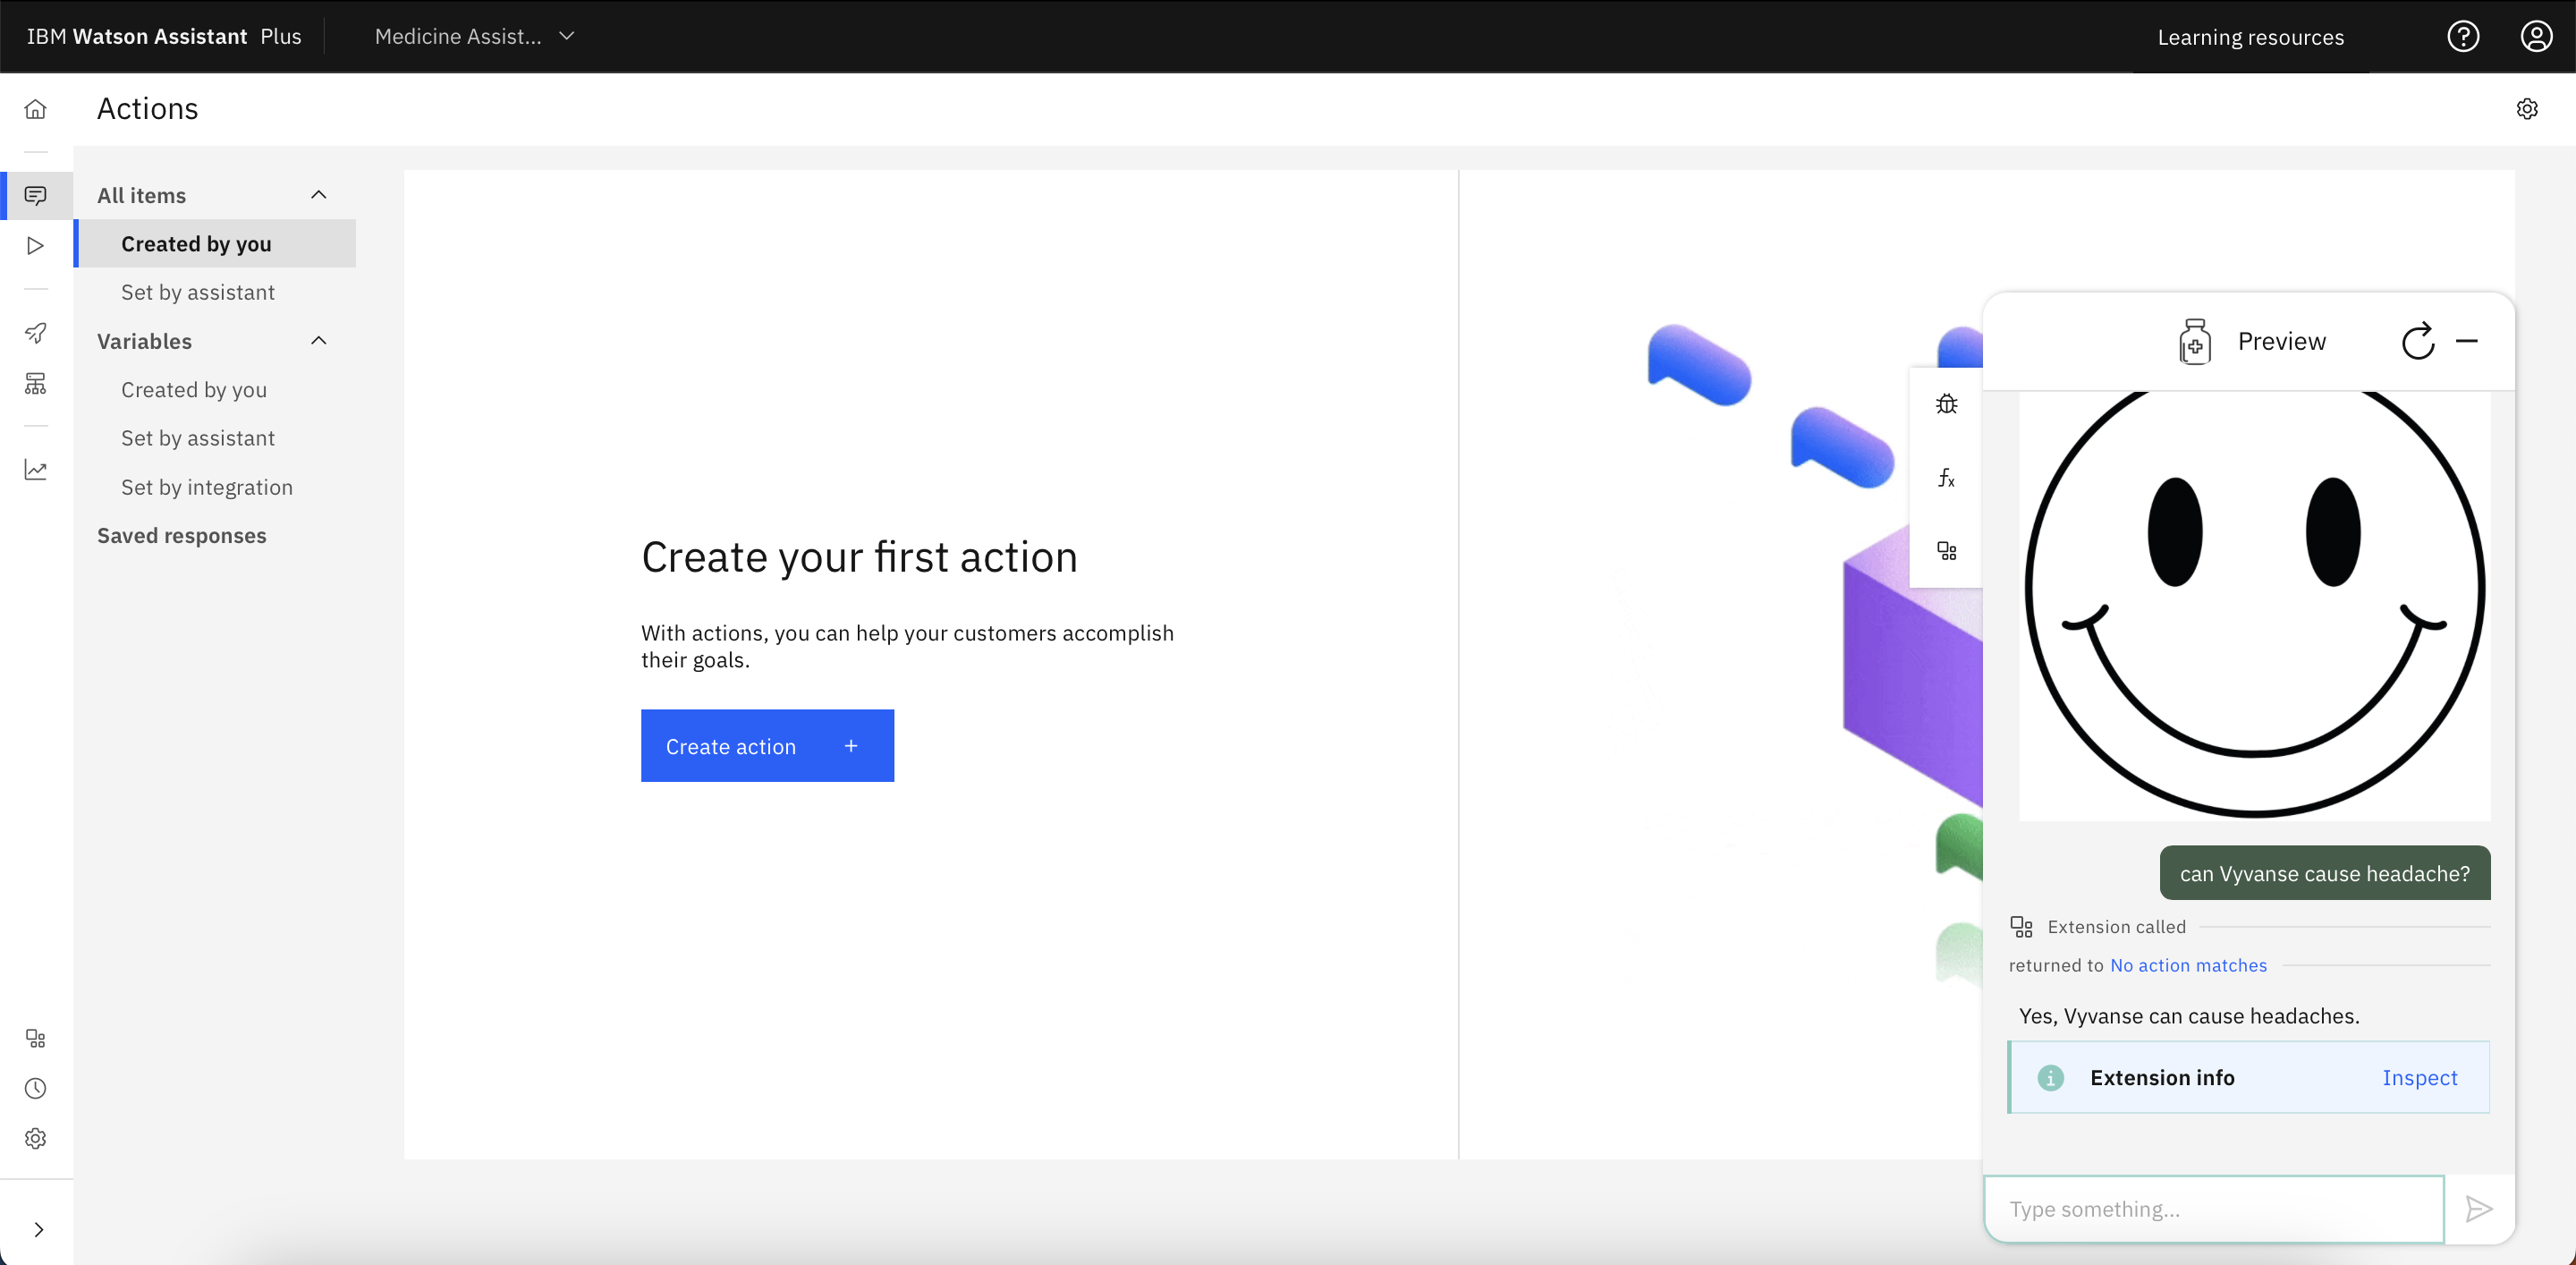 IBM Watson Assistant Plus
Medicine Assist...
Learning resources
Actions
All items
Created by you
Set by assistant
Variables
Created by you
Set by assistant
Set by integration
Saved responses
Create your first action
With actions, you can help your customers accomplish
their goals.
Create action +
Preview
can Vyvanse cause headache?
Extension called
returned to No action matches
Yes, Vyvanse can cause headaches.
Extension info Inspect
Type something...